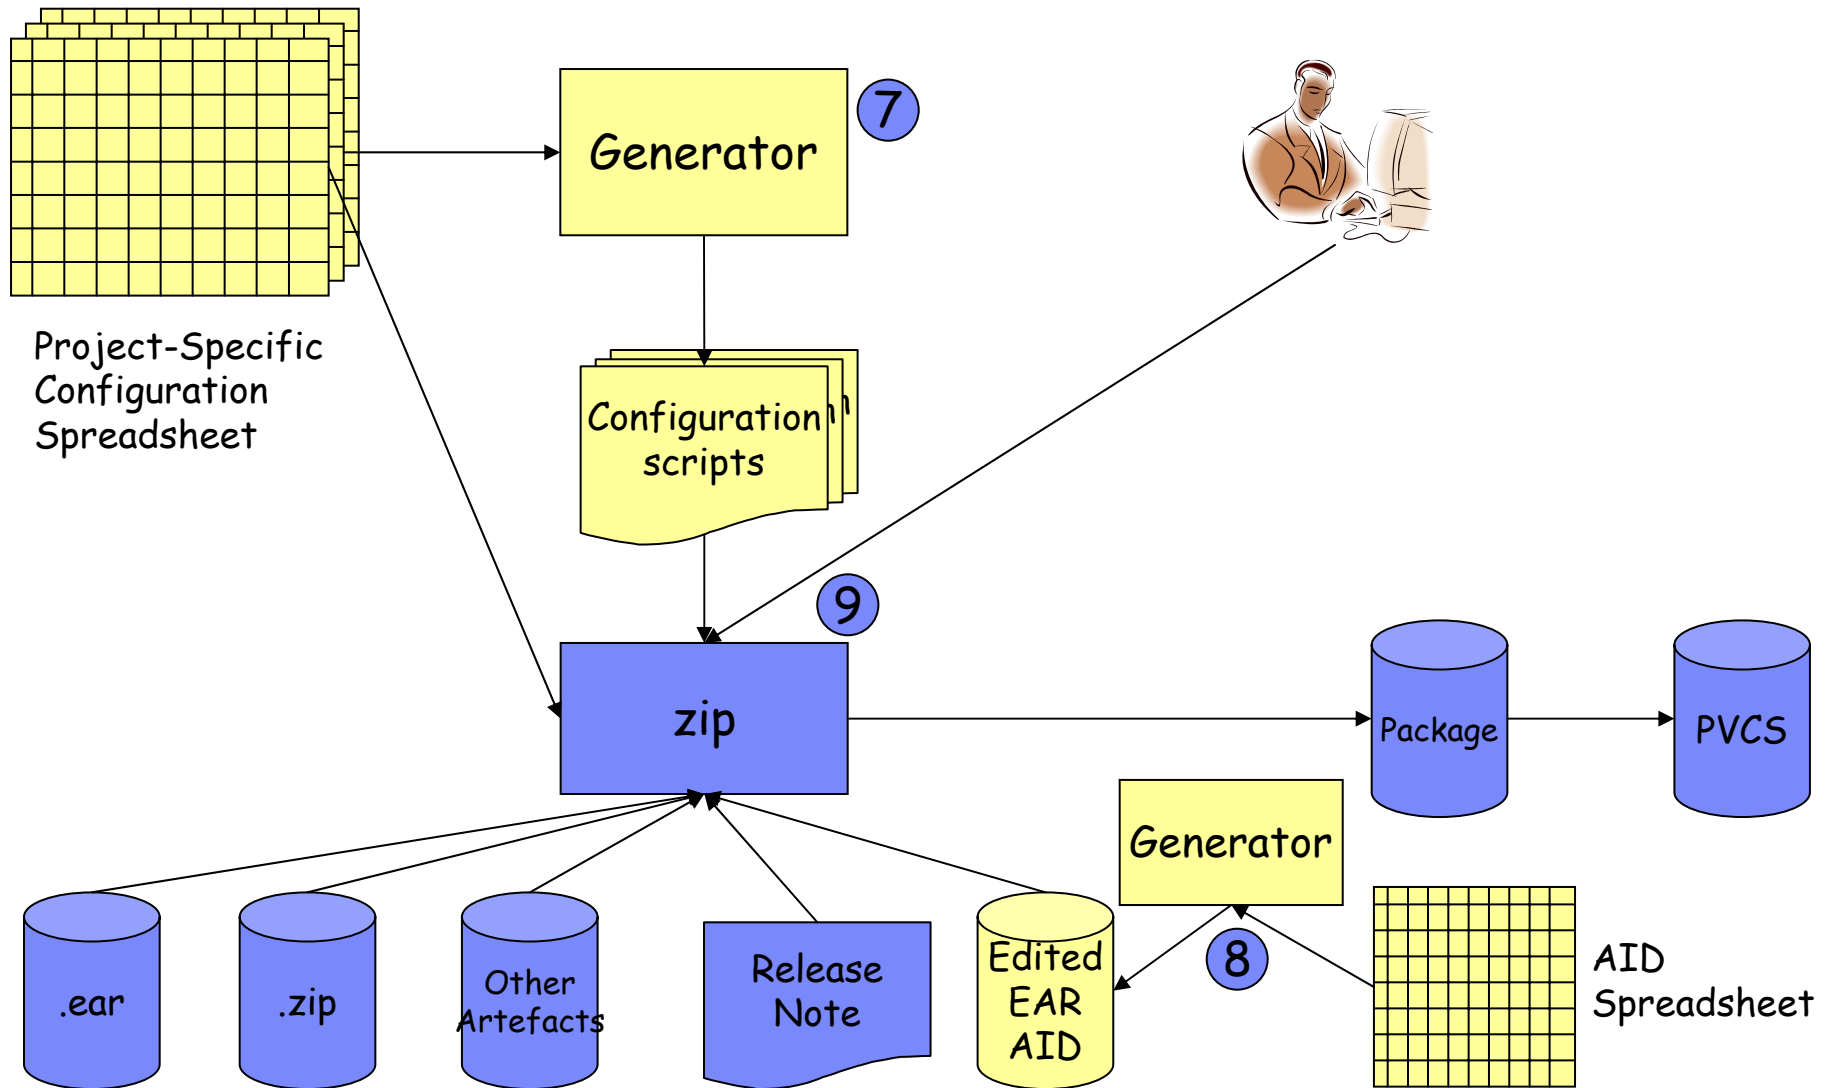 Generator
7
Project-Specific
Configuration
Spreadsheet
Configuration
scripts
n
9
zip
Package
PVCS
Generator
8
.ear
.zip
Other
Artefacts
Release
Note
Edited
EAR
AID
AID
Spreadsheet